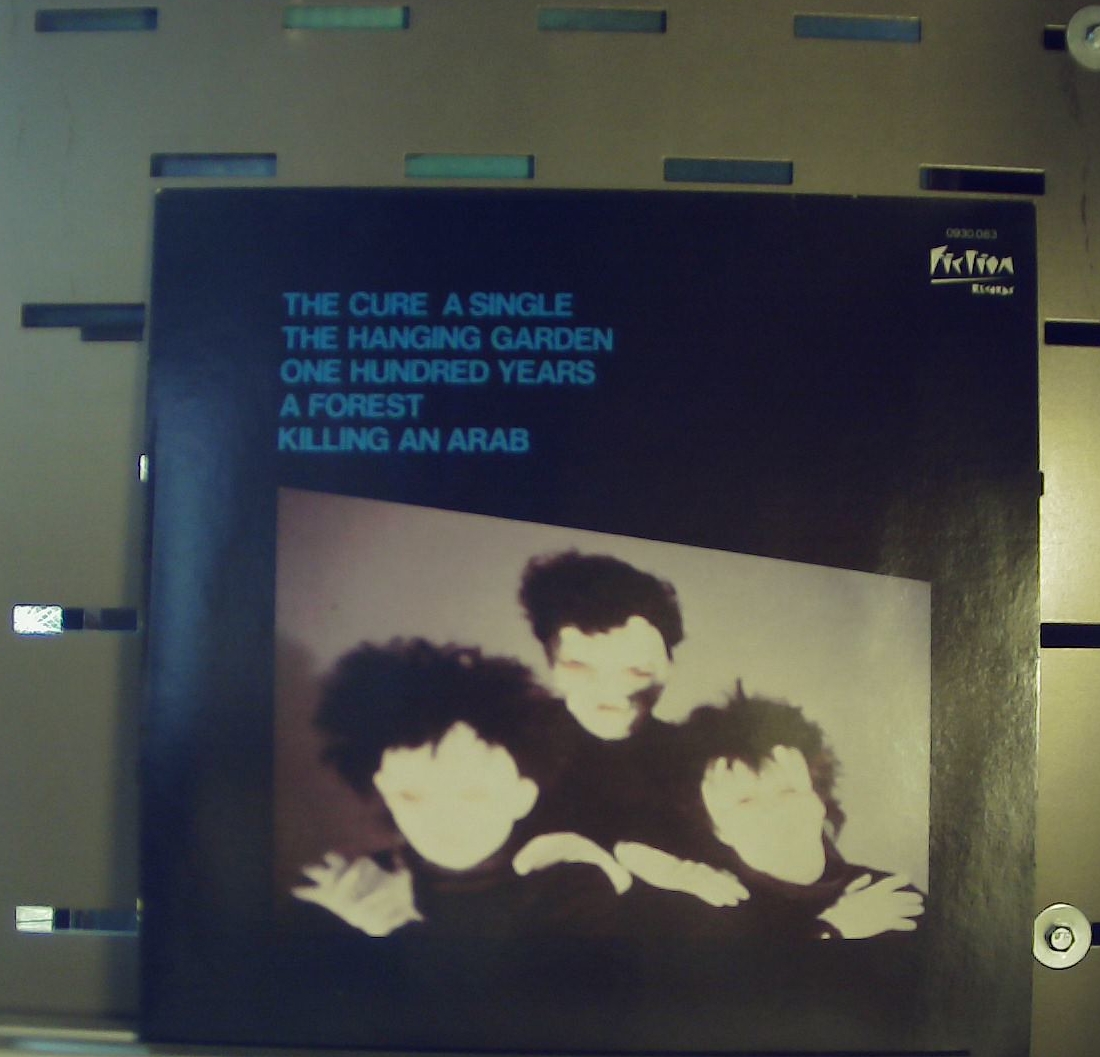 0930.083
Fiction
RECORDS
THE CURE A SINGLE
THE HANGING GARDEN
ONE HUNDRED YEARS
A FOREST
KILLING AN ARAB